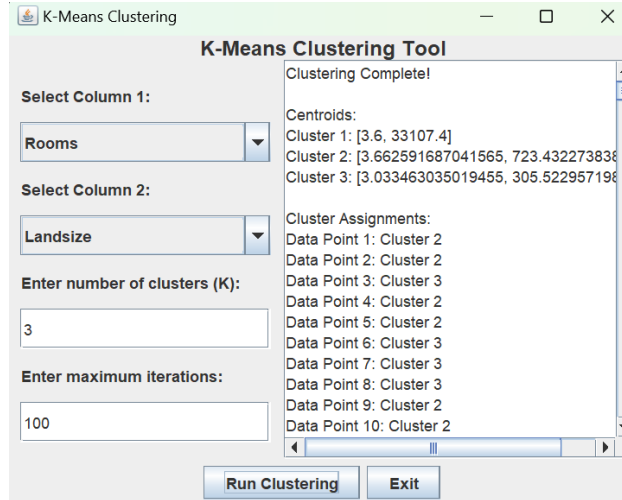 K-Means Clustering
K-Means Clustering Tool
Select Column 1:
Rooms
Select Column 2:
Landsize
Enter number of clusters (K):
3
Enter maximum iterations:
100
Clustering Complete!
Centroids:
Cluster 1: [3.6, 33107.4]
Cluster 2: [3.662591687041565, 723.432273838
Cluster 3: [3.033463035019455, 305.522957198
Cluster Assignments:
Data Point 1: Cluster 2
Data Point 2: Cluster 2
Data Point 3: Cluster 3
Data Point 4: Cluster 2
Data Point 5: Cluster 2
Data Point 6: Cluster 3
Data Point 7: Cluster 3
Data Point 8: Cluster 3
Data Point 9: Cluster 2
Data Point 10: Cluster 2
Run Clustering
Exit